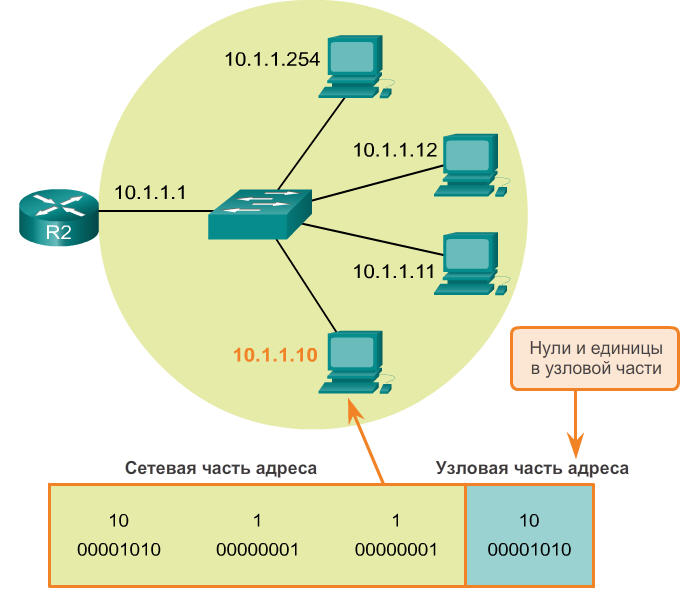 10.1.1.254
10.1.1.12
10.1.1.1
R2
10.1.1.11
10.1.1.10
Нули и единицы
в узловой части
Сетевая часть адреса
Узловая часть адреса
10 1 1 10
00001010 00000001 00000001 00001010